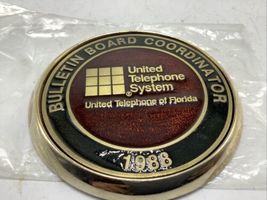 BULLETIN BOARD COORDINATOR
United
Telephone
System
®
United Telephone of Florida
1988